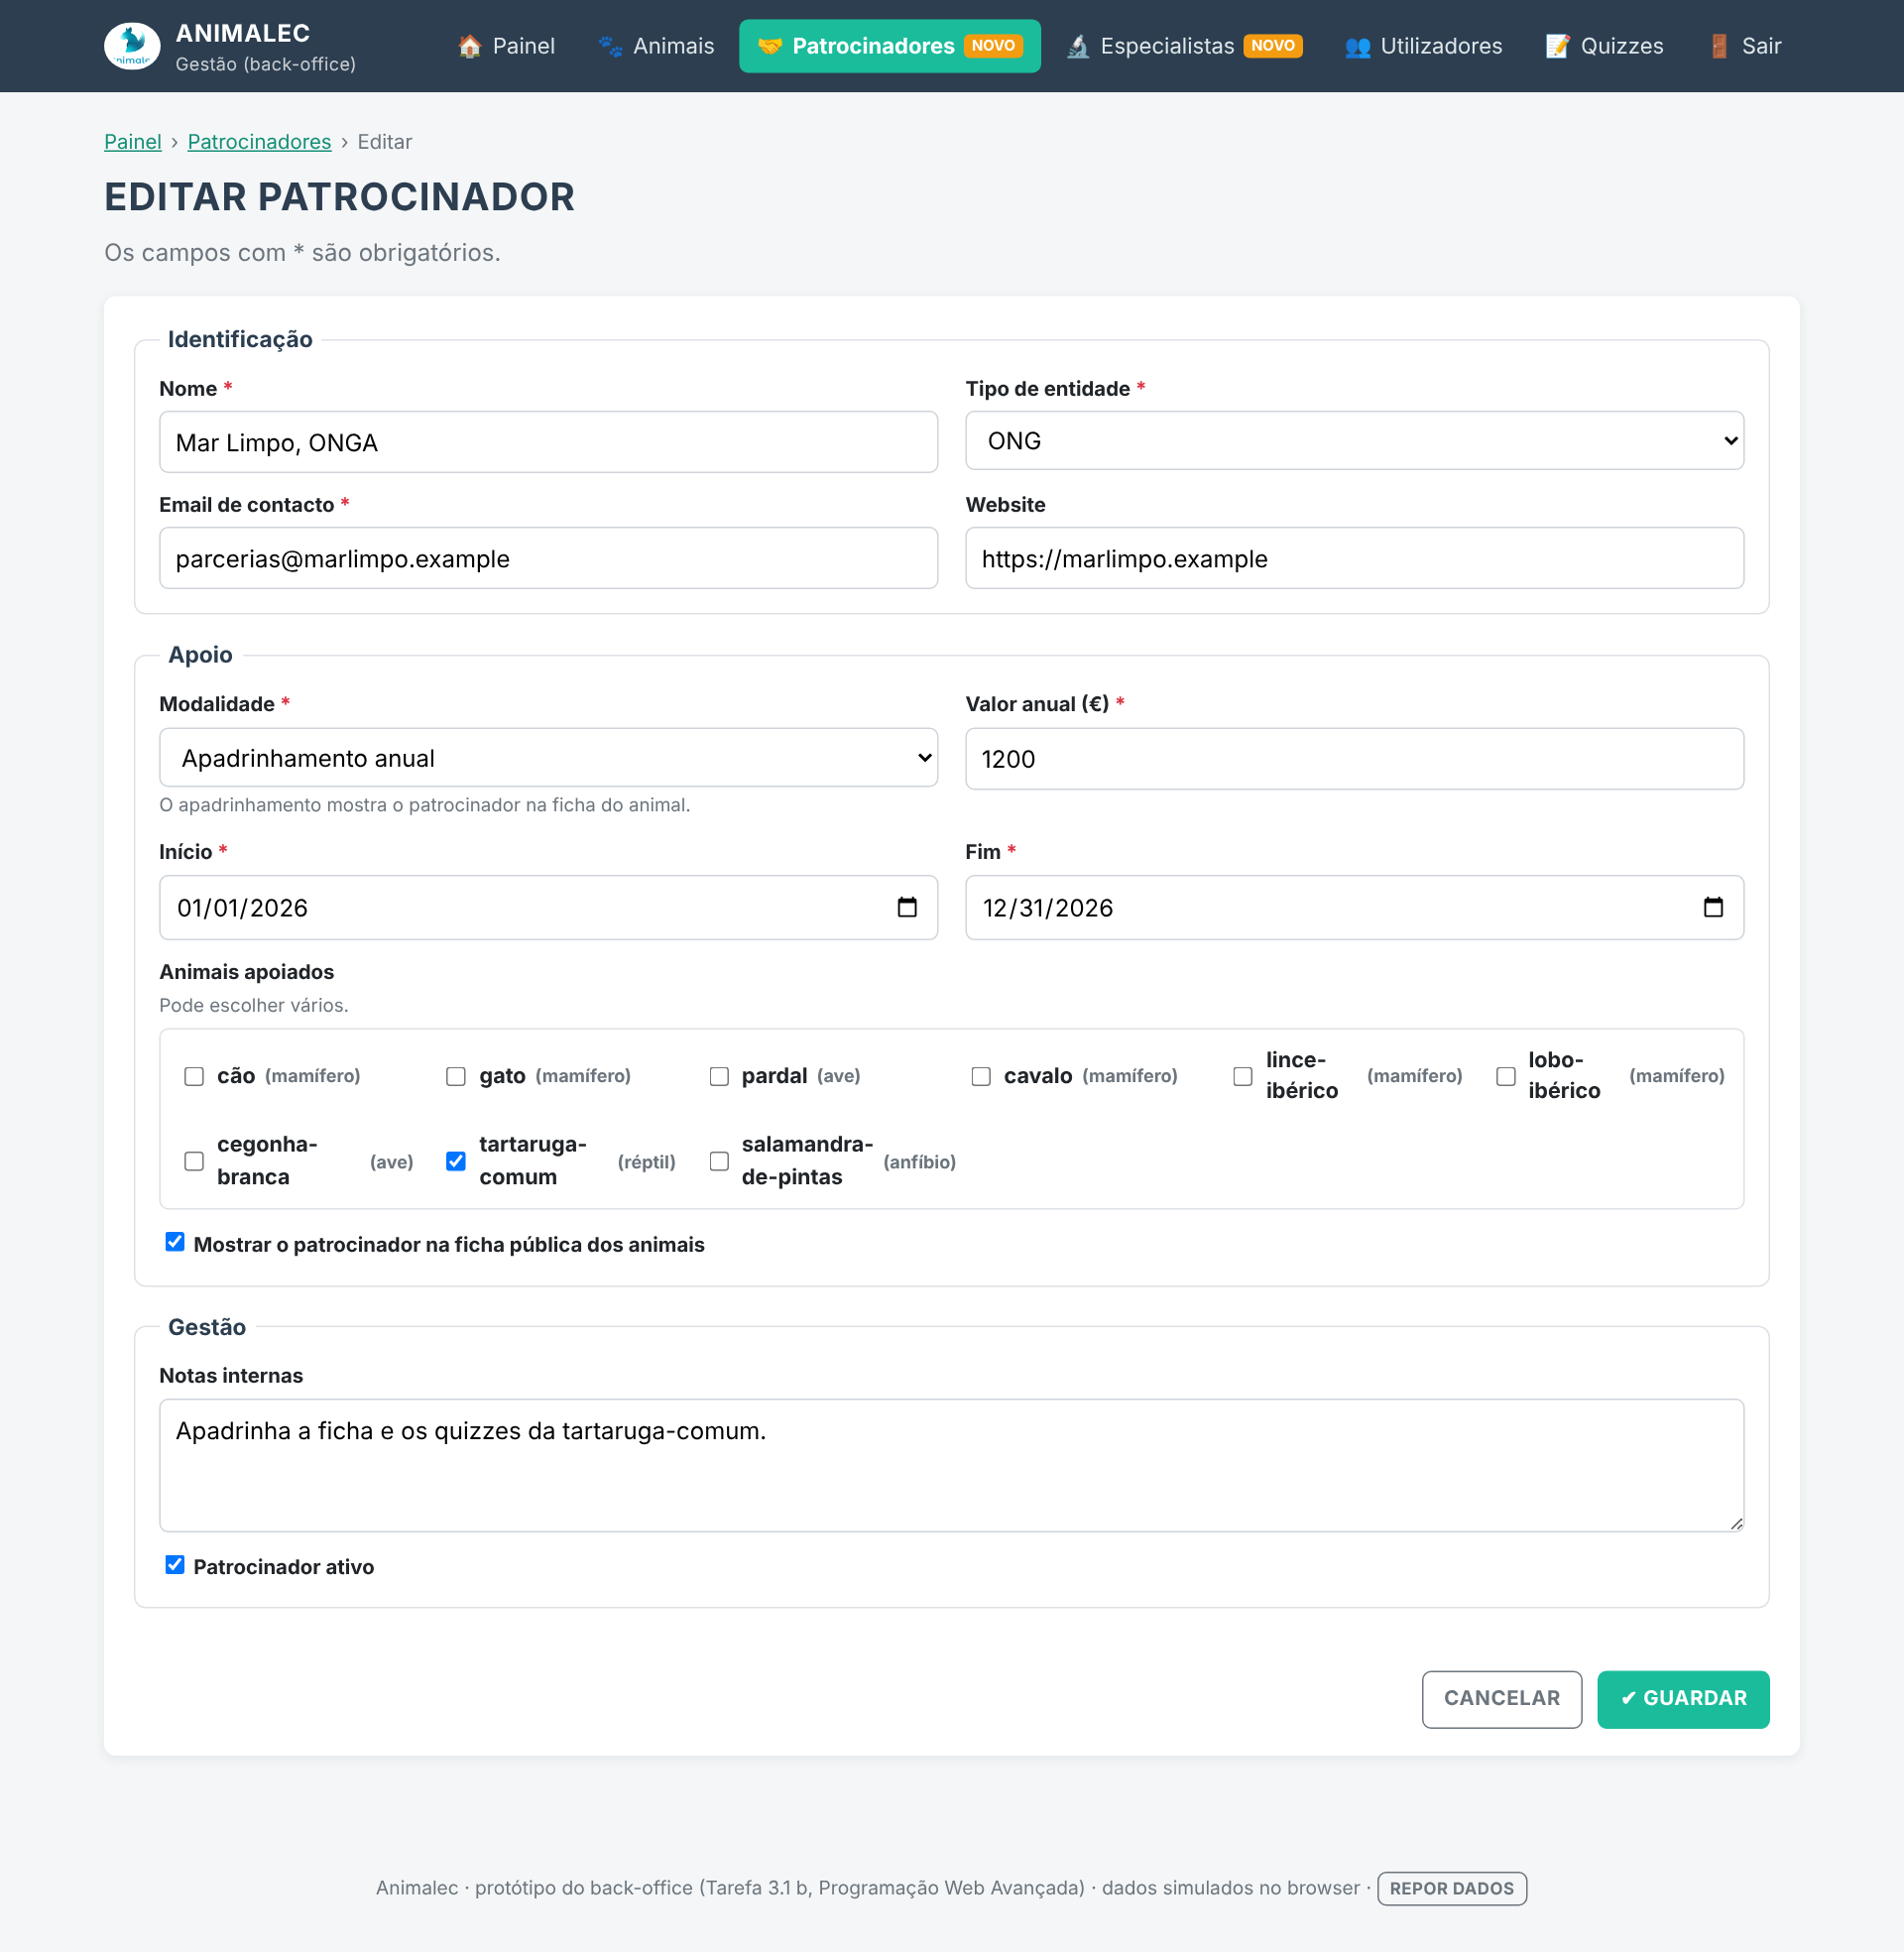 ANIMALEC
Gestão (back-office)
🏠 Painel
🐾 Animais
🤝 Patrocinadores NOVO
🔬 Especialistas NOVO
👥 Utilizadores
📝 Quizzes
🚪 Sair
Painel › Patrocinadores › Editar
EDITAR PATROCINADOR
Os campos com * são obrigatórios.
Identificação
Nome *
Mar Limpo, ONGA
Tipo de entidade *
ONG
Email de contacto *
parcerias@marlimpo.example
Website
https://marlimpo.example
Apoio
Modalidade *
Apadrinhamento anual
O apadrinhamento mostra o patrocinador na ficha do animal.
Valor anual (€) *
1200
Início *
01/01/2026
Fim *
12/31/2026
Animais apoiados
Pode escolher vários.
cão (mamífero)
gato (mamífero)
pardal (ave)
cavalo (mamífero)
lince-
ibérico (mamífero)
lobo-
ibérico (mamífero)
cegonha-
branca (ave)
tartaruga-
comum (réptil)
salamandra-
de-pintas (anfíbio)
Mostrar o patrocinador na ficha pública dos animais
Gestão
Notas internas
Apadrinha a ficha e os quizzes da tartaruga-comum.
Patrocinador ativo
CANCELAR
✔ GUARDAR
Animalec · protótipo do back-office (Tarefa 3.1 b, Programação Web Avançada) · dados simulados no browser · REPOR DADOS